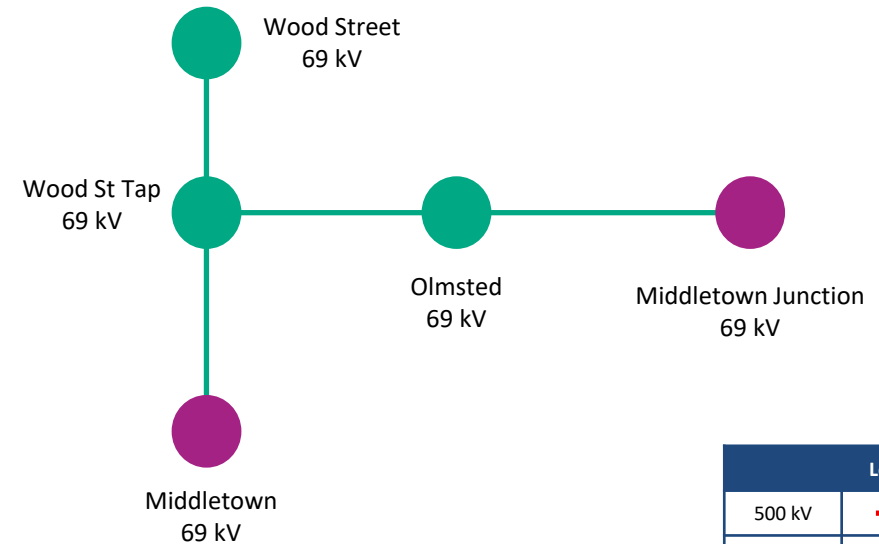 Wood Street
69 kV
Wood St Tap
69 kV
Olmsted
69 kV
Middletown Junction
69 kV
Middletown
69 kV
500 kV